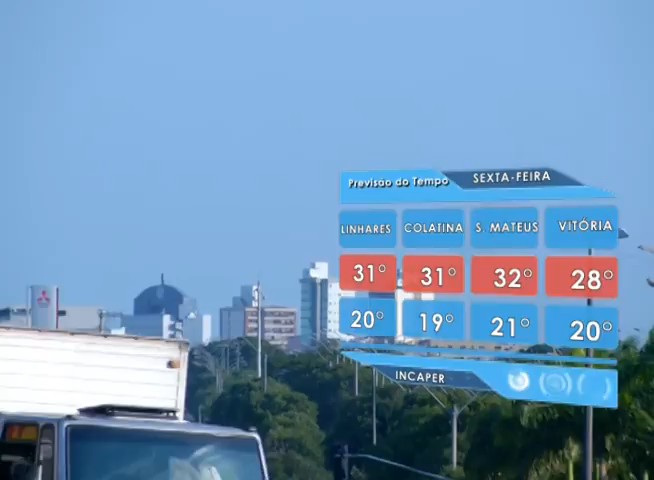 Previsão do Tempo SEXTA-FEIRA
LINHARES COLATINA S. MATEUS VITÓRIA
31° 31° 32° 28°
20° 19° 21° 20°
INCAPER